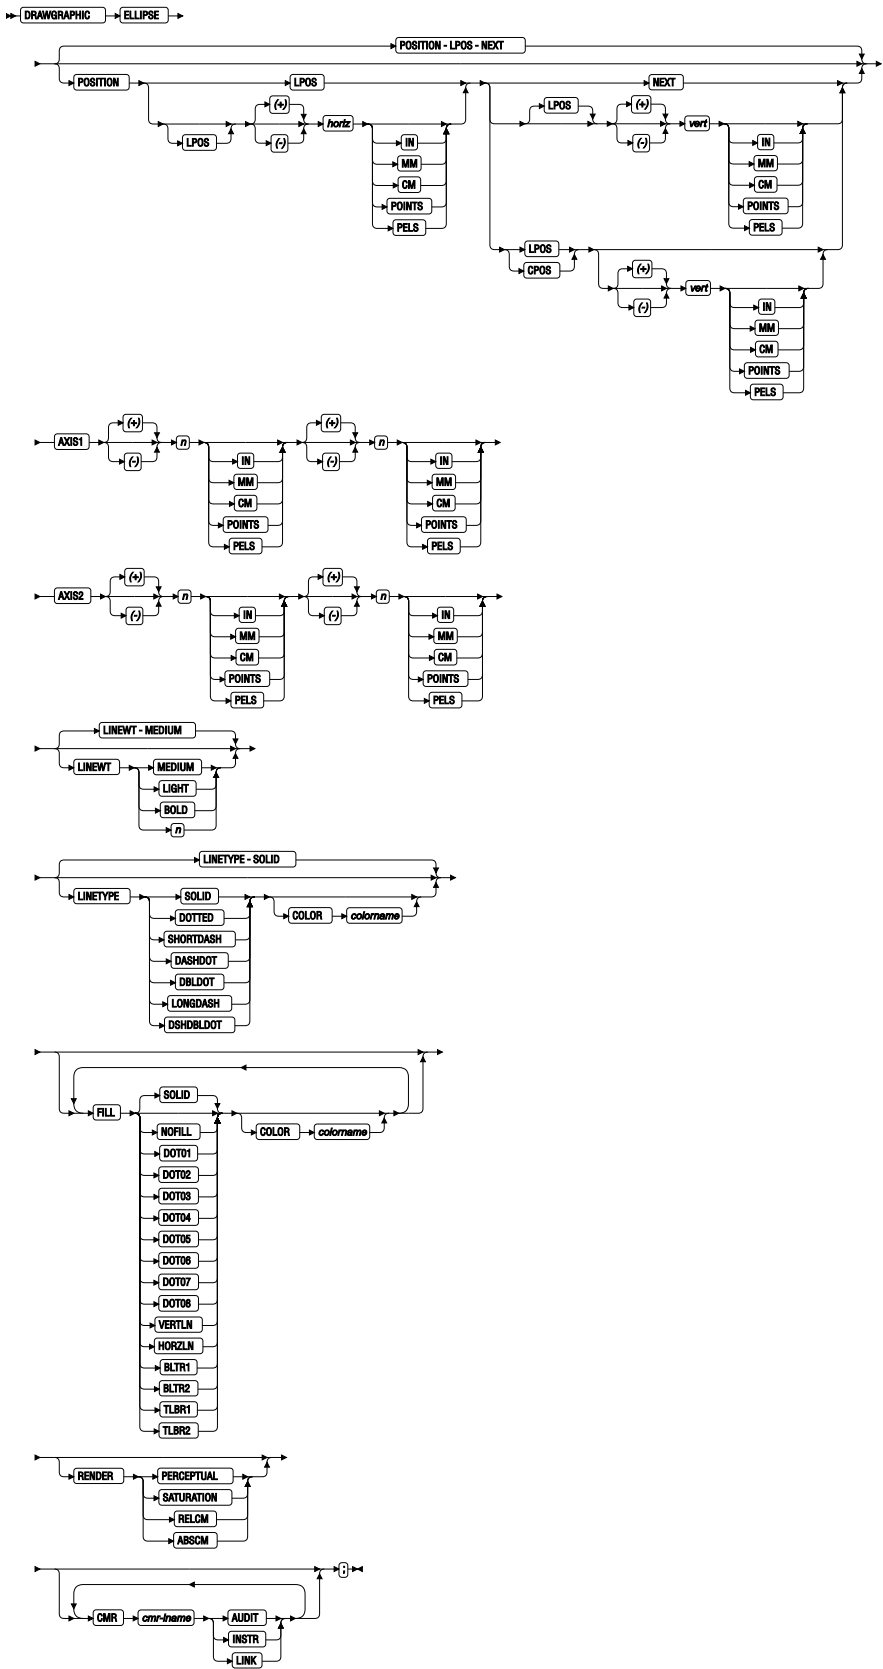 DRAWGRAPHIC ELLIPSE
POSITION - LPOS - NEXT
POSITION LPOS NEXT
LPOS (+) (+)
LPOS (-) horiz IN (-) vert IN
MM MM
CM CM
POINTS POINTS
PELS PELS
LPOS
CPOS (+)
vert
(-) IN
MM
CM
POINTS
PELS
(+) (+)
AXIS1 n n
(-) IN (-) IN
MM MM
CM CM
POINTS POINTS
PELS PELS
(+) (+)
AXIS2 n n
(-) IN (-) IN
MM MM
CM CM
POINTS POINTS
PELS PELS
LINEWT - MEDIUM
LINEWT MEDIUM
LIGHT
BOLD
n
LINETYPE - SOLID
LINETYPE SOLID
DOTTED COLOR colorname
SHORTDASH
DASHDOT
DBLDOT
LONGDASH
DSHDBLDOT
SOLID
FILL
NOFILL COLOR colorname
DOT01
DOT02
DOT03
DOT04
DOT05
DOT06
DOT07
DOT08
VERTLN
HORZLN
BLTR1
BLTR2
TLBR1
TLBR2
RENDER PERCEPTUAL
SATURATION
RELCM
ABSCM
;
CMR cmr-lname AUDIT
INSTR
LINK